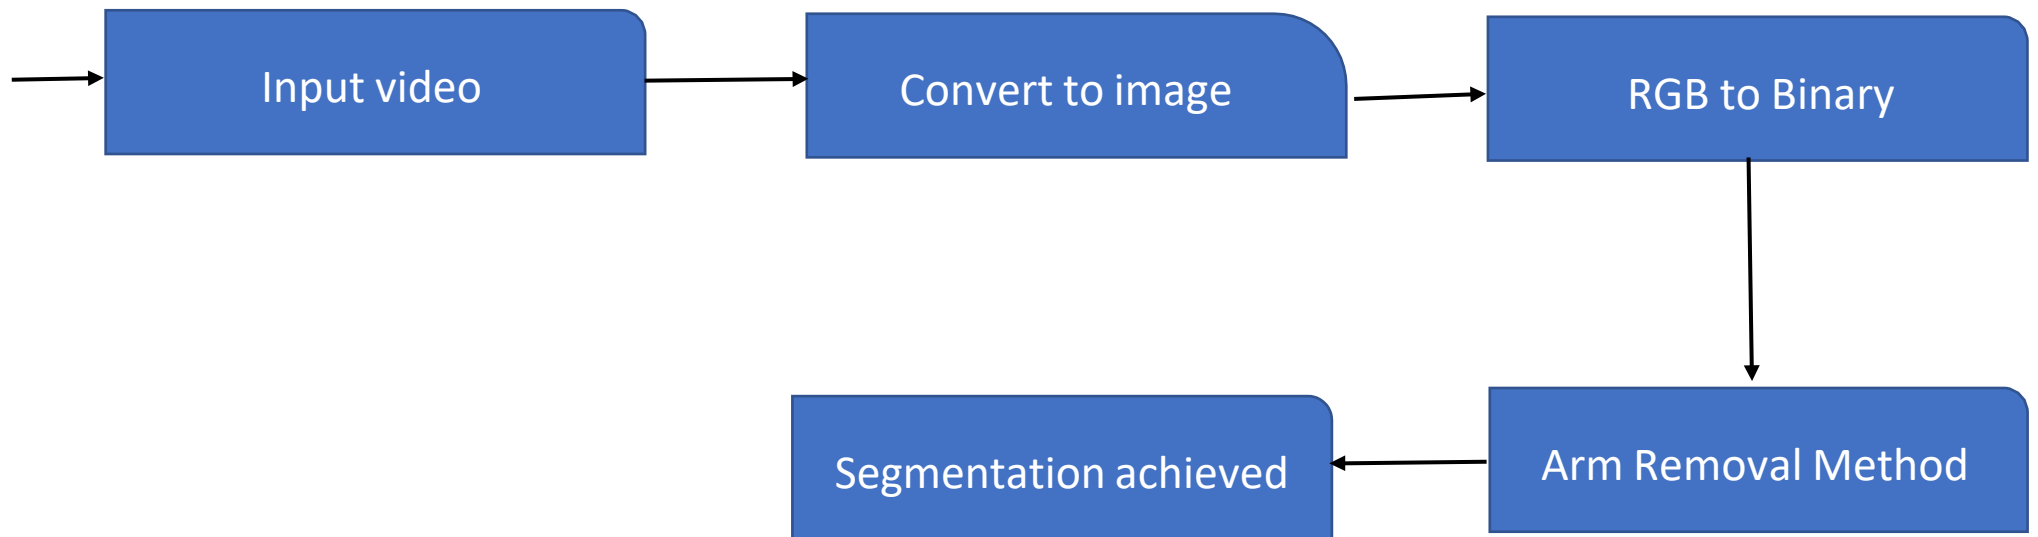 Input video
Convert to image
RGB to Binary
Arm Removal Method
Segmentation achieved